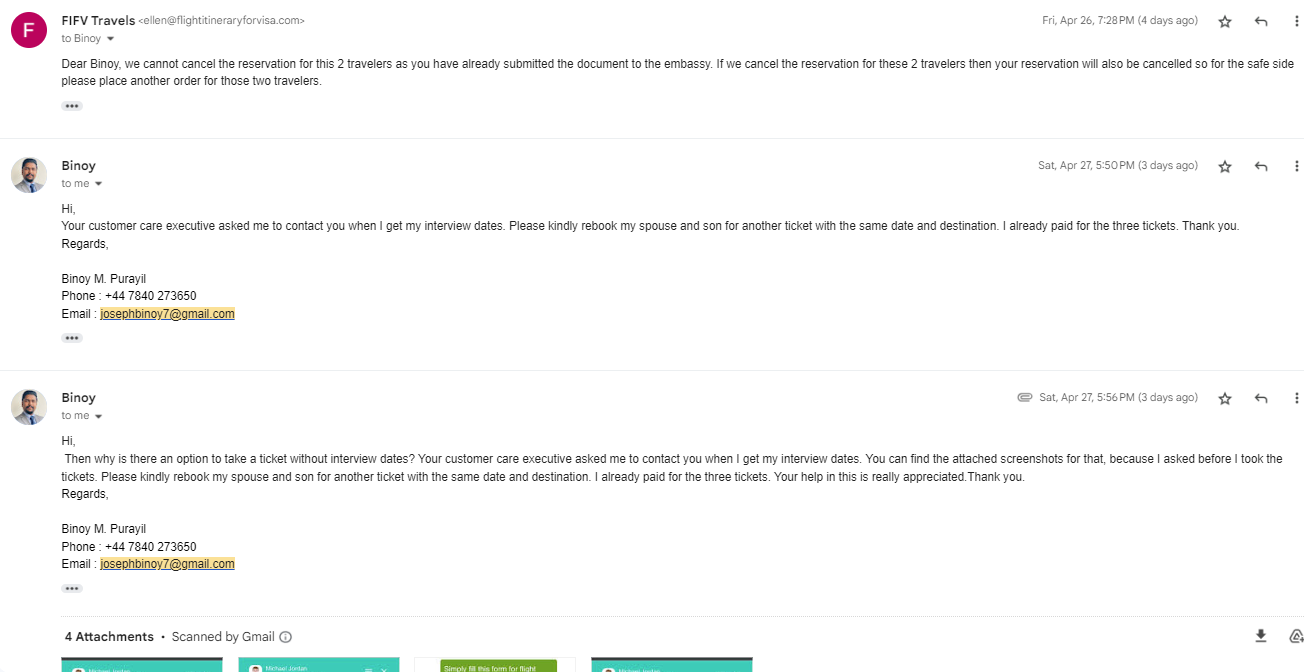 F
FIFV Travels <ellen@flightitineraryforvisa.com>
Fri, Apr 26, 7:28 PM (4 days ago)
to Binoy
Dear Binoy, we cannot cancel the reservation for this 2 travelers as you have already submitted the document to the embassy. If we cancel the reservation for these 2 travelers then your reservation will also be cancelled so for the safe side
please place another order for those two travelers.
Binoy
Sat, Apr 27, 5:50 PM (3 days ago)
to me
Hi,
Your customer care executive asked me to contact you when I get my interview dates. Please kindly rebook my spouse and son for another ticket with the same date and destination. I already paid for the three tickets. Thank you.
Regards,
Binoy M. Purayil
Phone : +44 7840 273650
Email : josephbinoy7@gmail.com
Binoy
Sat, Apr 27, 5:56 PM (3 days ago)
to me
Hi,
Then why is there an option to take a ticket without interview dates? Your customer care executive asked me to contact you when I get my interview dates. You can find the attached screenshots for that, because I asked before I took the
tickets. Please kindly rebook my spouse and son for another ticket with the same date and destination. I already paid for the three tickets. Your help in this is really appreciated.Thank you.
Regards,
Binoy M. Purayil
Phone : +44 7840 273650
Email : josephbinoy7@gmail.com
4 Attachments • Scanned by Gmail
Michael Jordan
Simply fill this form for flight